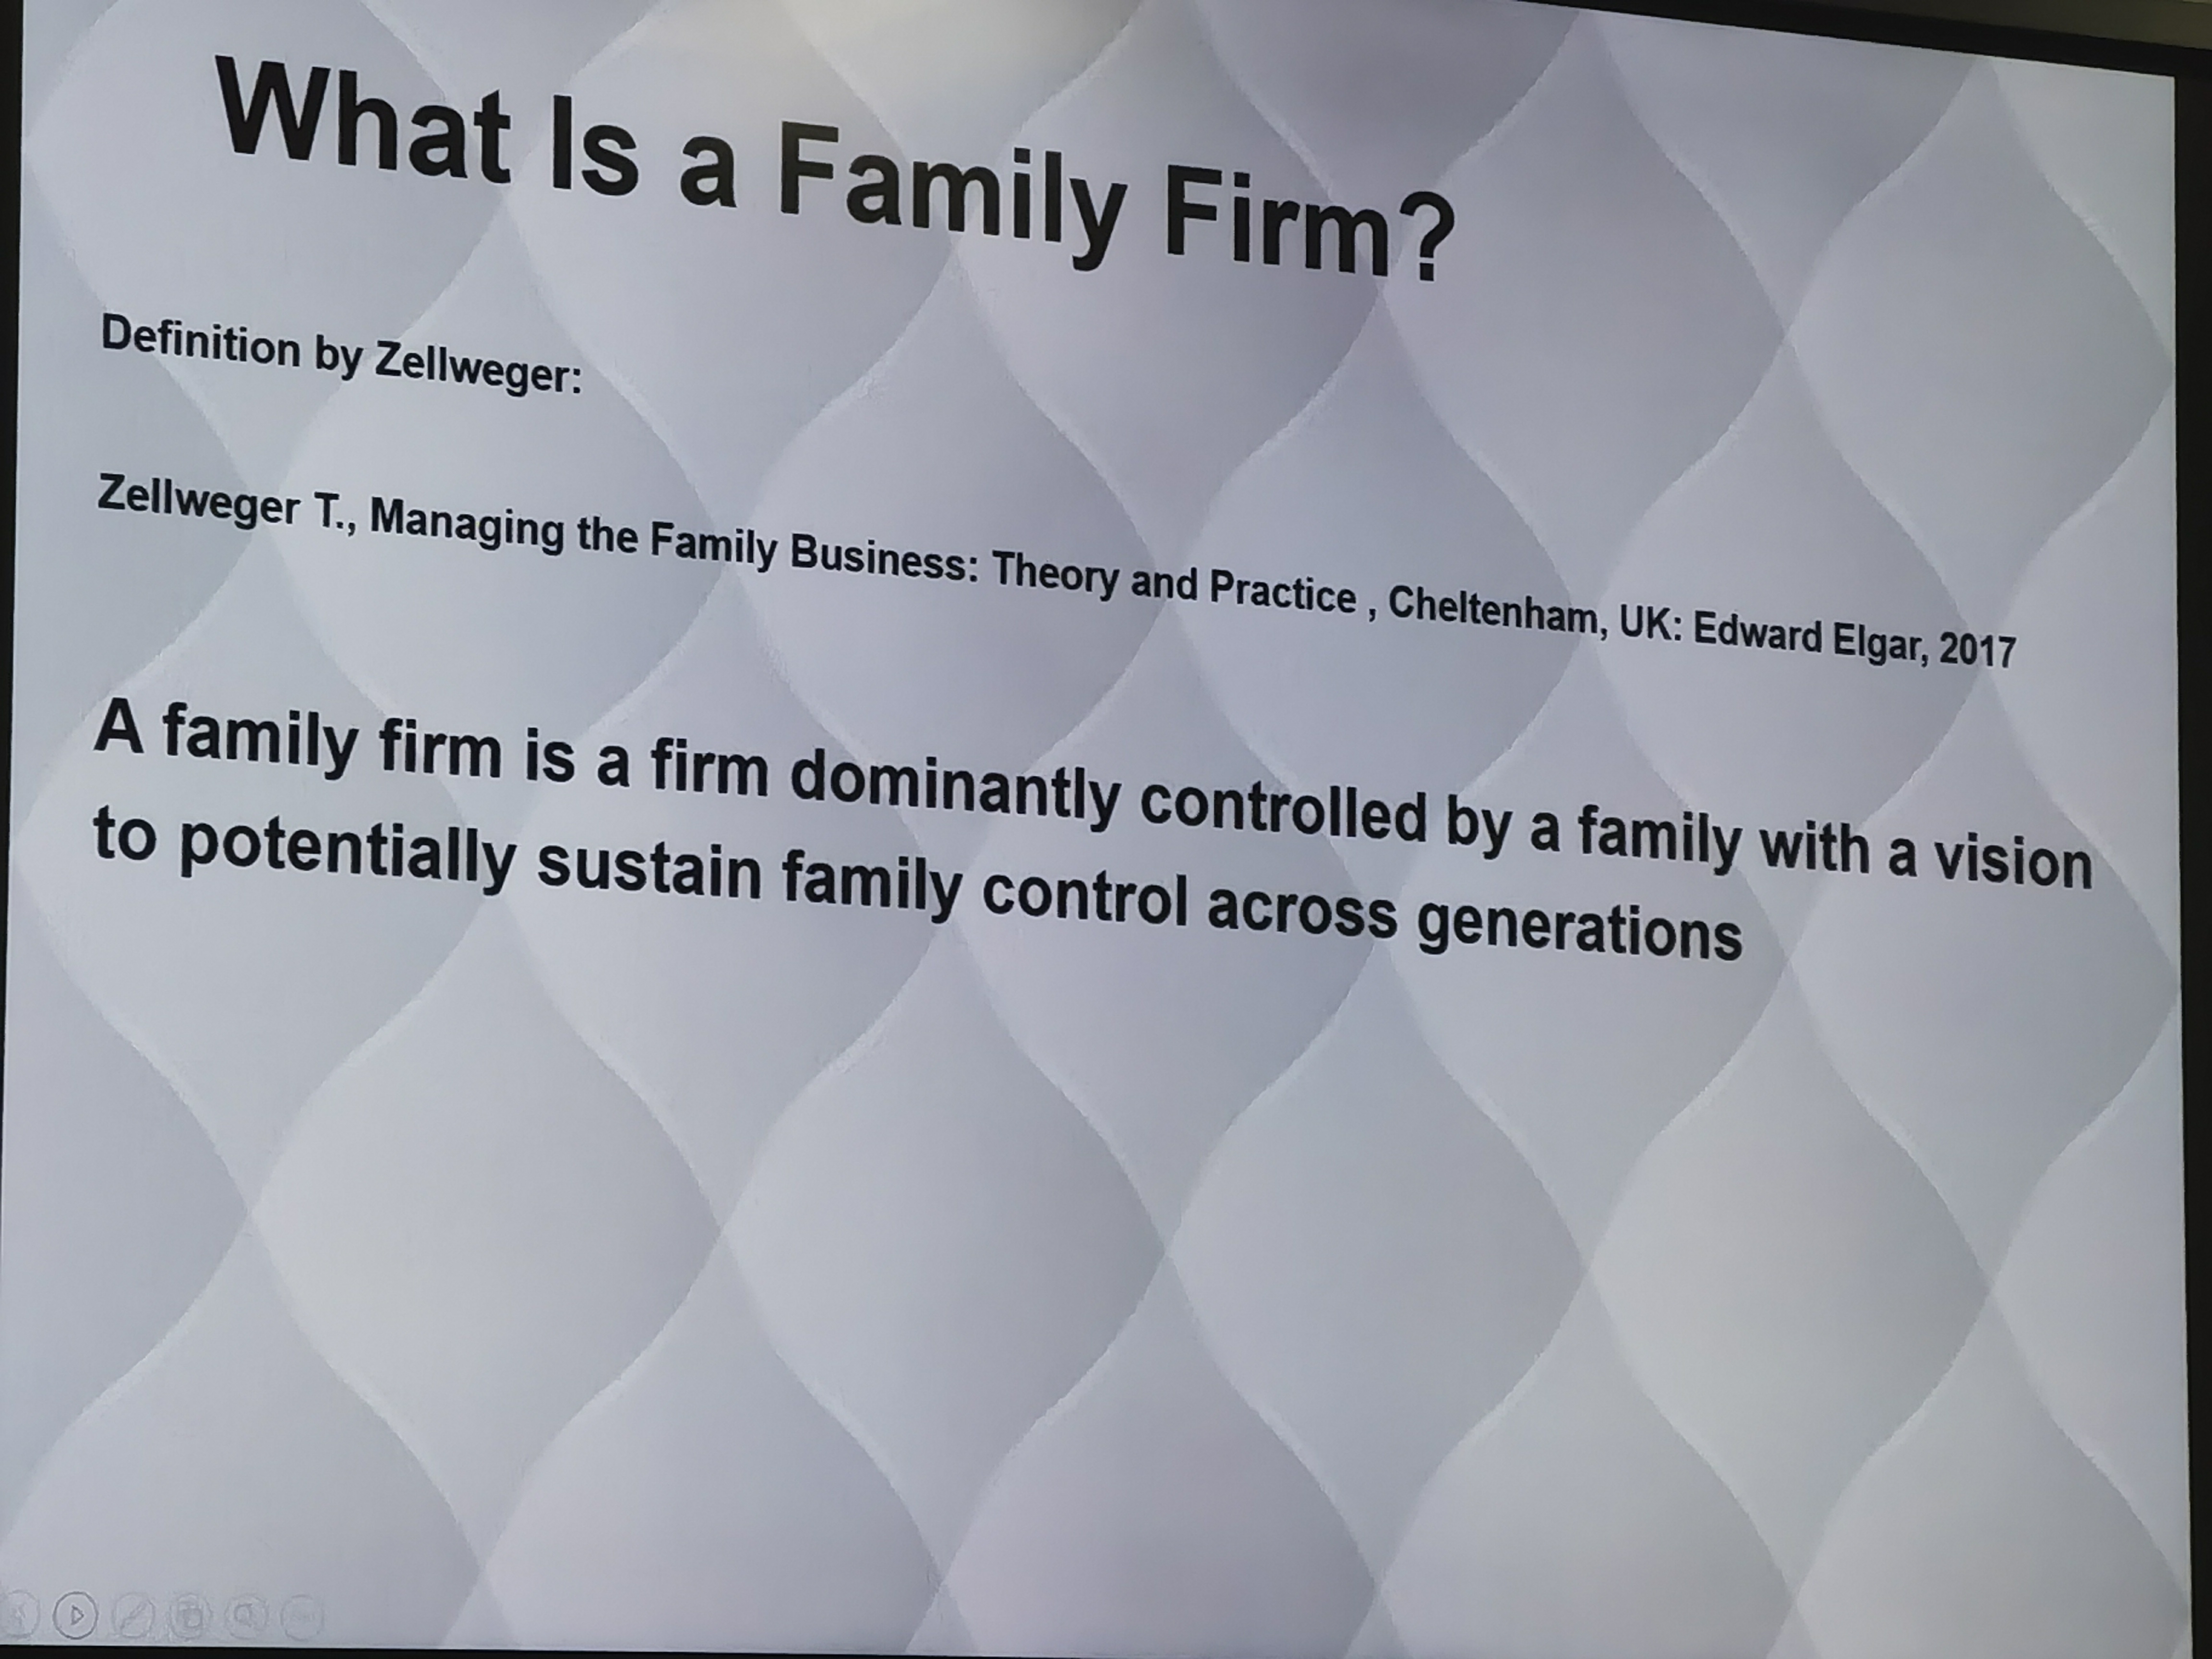 What Is a Family Firm?
Definition by Zellweger:
Zellweger T., Managing the Family Business: Theory and Practice , Cheltenham, UK: Edward Elgar, 2017
A family firm is a firm dominantly controlled by a family with a vision
to potentially sustain family control across generations